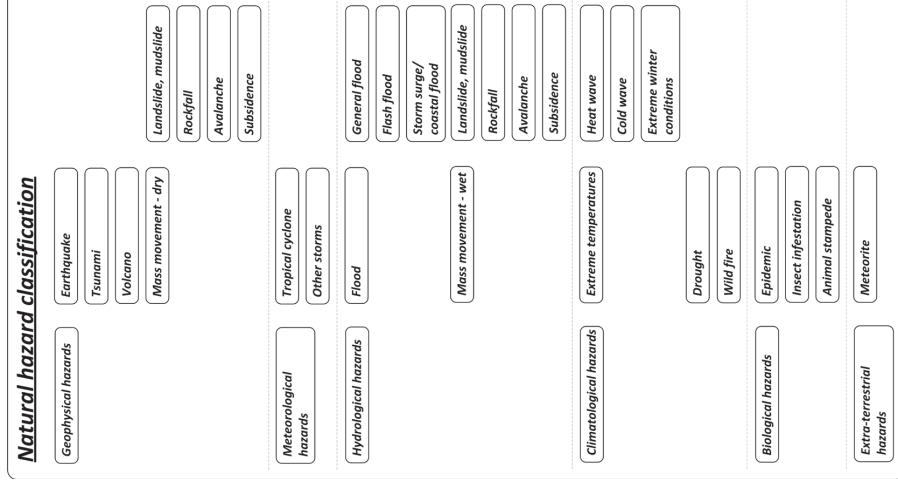 Natural hazard classification
Geophysical hazards
Earthquake
Tsunami
Volcano
Mass movement - dry
Landslide, mudslide
Rockfall
Avalanche
Subsidence
Meteorological
hazards
Tropical cyclone
Other storms
Hydrological hazards
Flood
General flood
Flash flood
Storm surge/
coastal flood
Mass movement - wet
Landslide, mudslide
Rockfall
Avalanche
Subsidence
Climatological hazards
Extreme temperatures
Heat wave
Cold wave
Extreme winter
conditions
Drought
Wild fire
Biological hazards
Epidemic
Insect infestation
Animal stampede
Extra-terrestrial
hazards
Meteorite